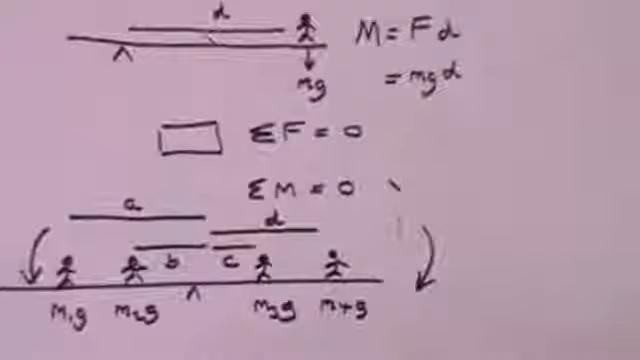 d
M = Fd
mg
= mgd
ΣF = 0
ΣM = 0
a
d
b
c
m₁g
m₂g
m₃g
m4g